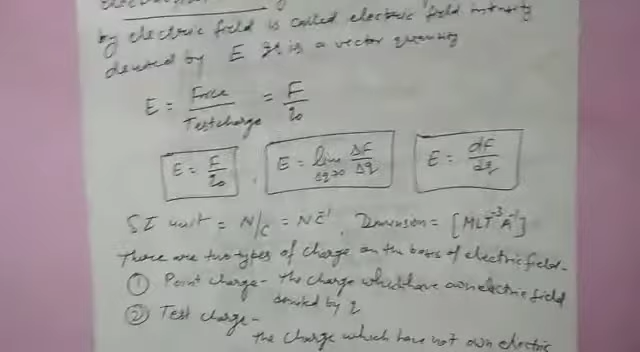 by electric field is called electric field intensity
denoted by E It is a vector quantity
E = Force / Test charge = F / q₀
E = F / q₀ , E = lim Δq→0 ΔF / Δq E = dF / dq
SI unit = N/C = NC⁻¹, Dimension = [MLT⁻³A⁻¹]
There are two types of charge on the basis of electric field-
① Point charge - The charge which have own electric field
denoted by q
② Test charge -
The charge which have not own electric